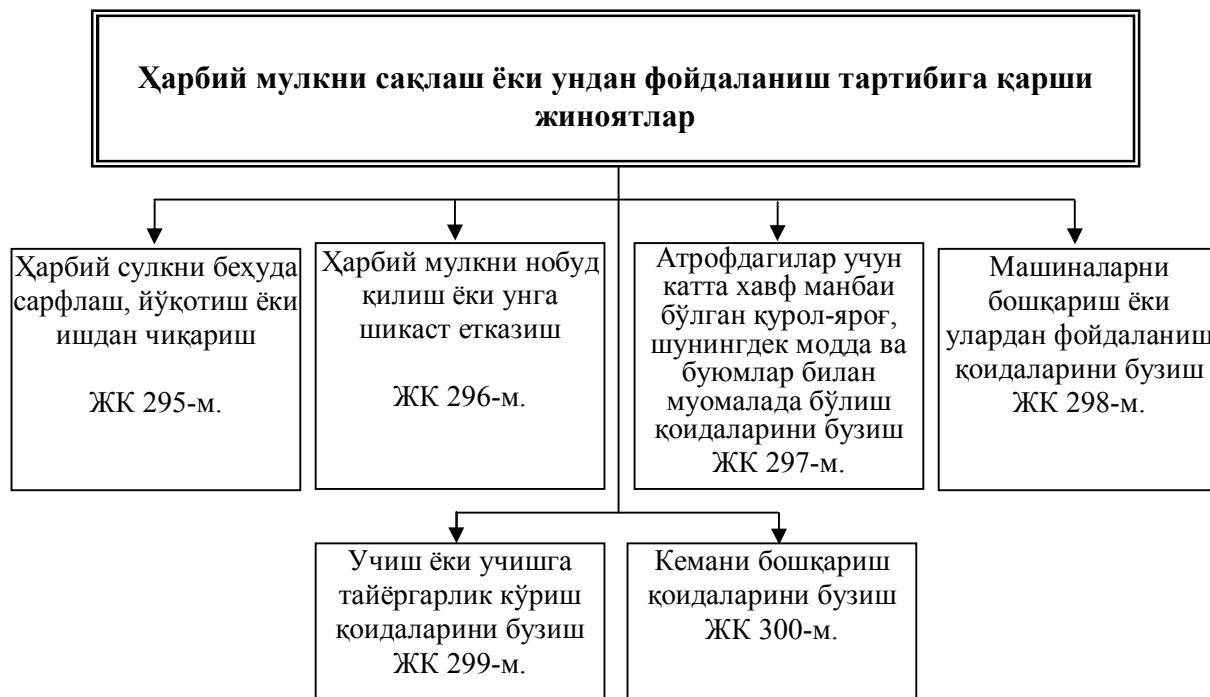 Ҳарбий мулкни сақлаш ёки ундан фойдаланиш тартибига қарши
жиноятлар
Ҳарбий сулкни беҳуда
сарфлаш, йўқотиш ёки
ишдан чиқариш
ЖК 295-м.
Ҳарбий мулкни нобуд
қилиш ёки унга
шикаст етказиш
ЖК 296-м.
Атрофдагилар учун
катта хавф манбаи
бўлган қурол-яроғ,
шунингдек модда ва
буюмлар билан
муомалада бўлиш
қоидаларини бузиш
ЖК 297-м.
Машиналарни
бошқариш ёки
улардан фойдаланиш
қоидаларини бузиш
ЖК 298-м.
Учиш ёки учишга
тайёргарлик кўриш
қоидаларини бузиш
ЖК 299-м.
Кемани бошқариш
қоидаларини бузиш
ЖК 300-м.